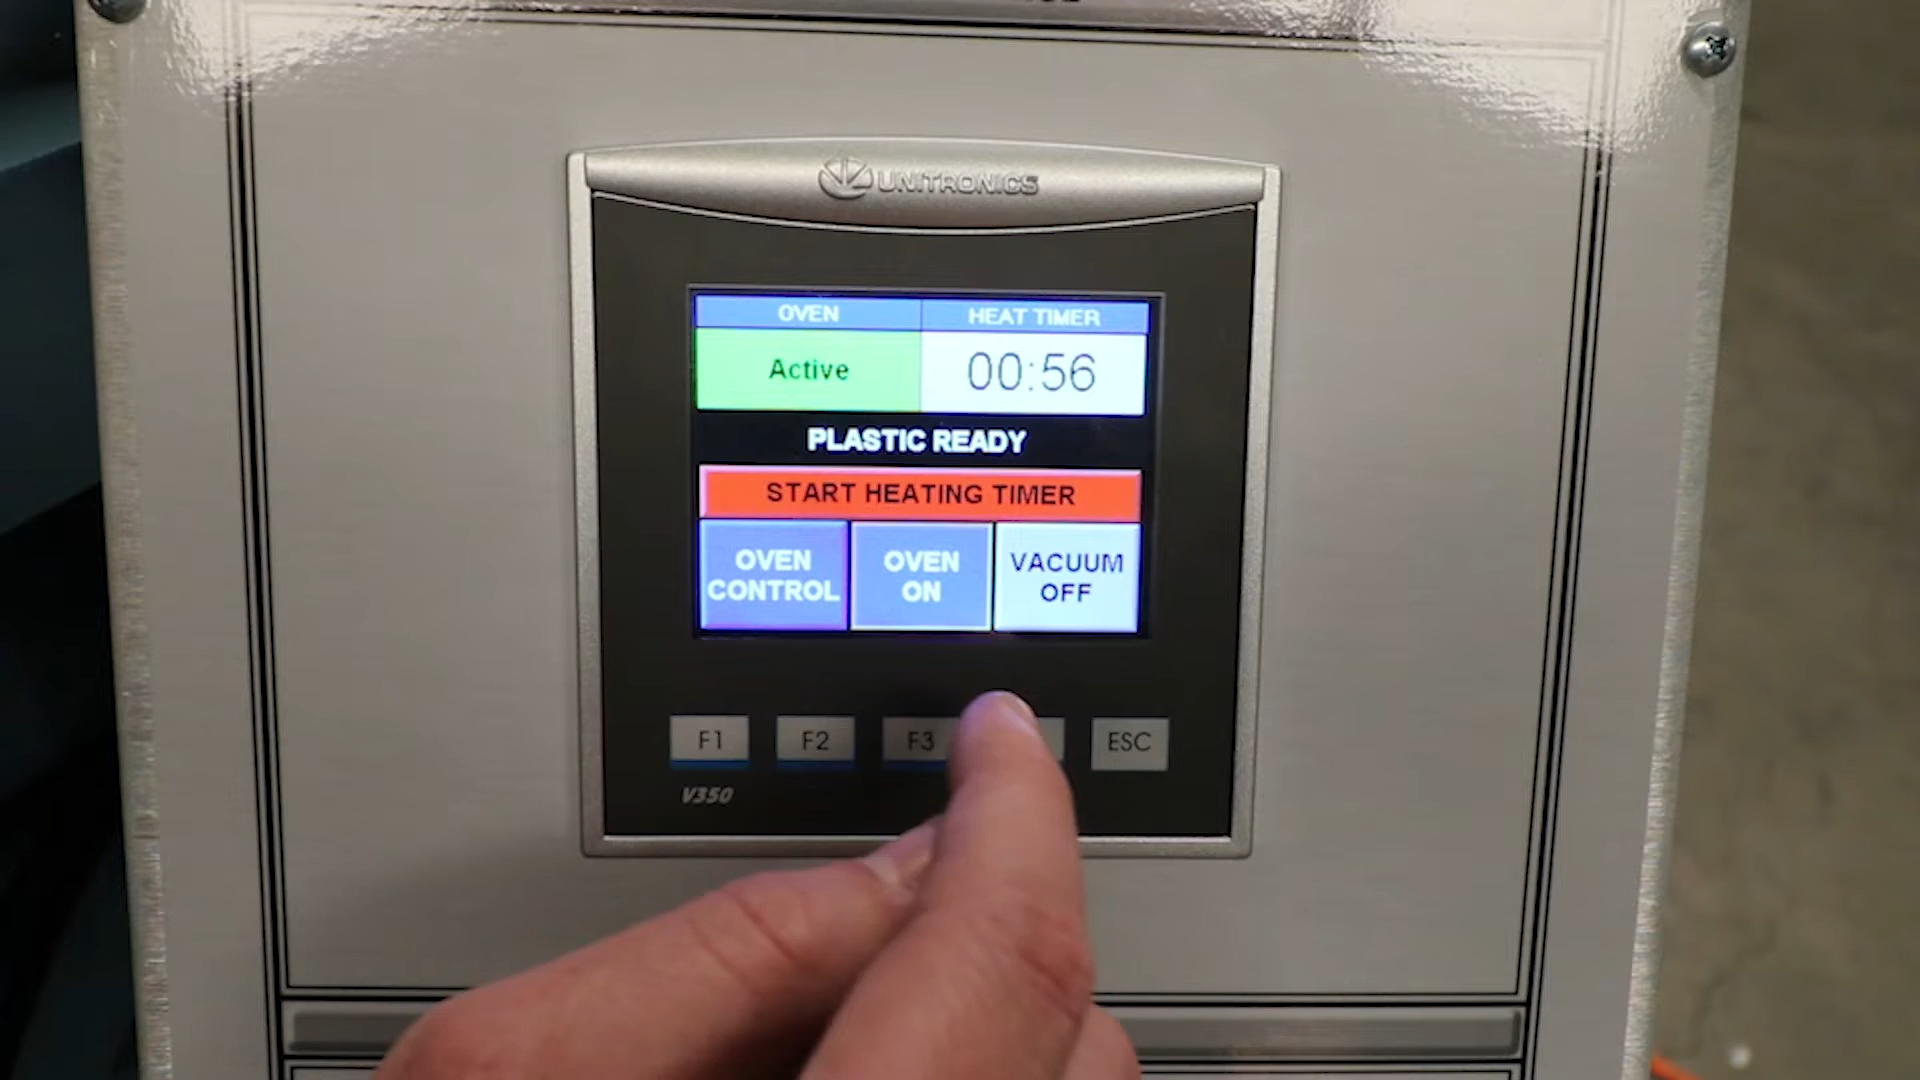 UNITRONICS
OVEN
HEAT TIMER
Active
00:56
PLASTIC READY
START HEATING TIMER
OVEN
CONTROL
OVEN
ON
VACUUM
OFF
F1
F2
F3
ESC
V350